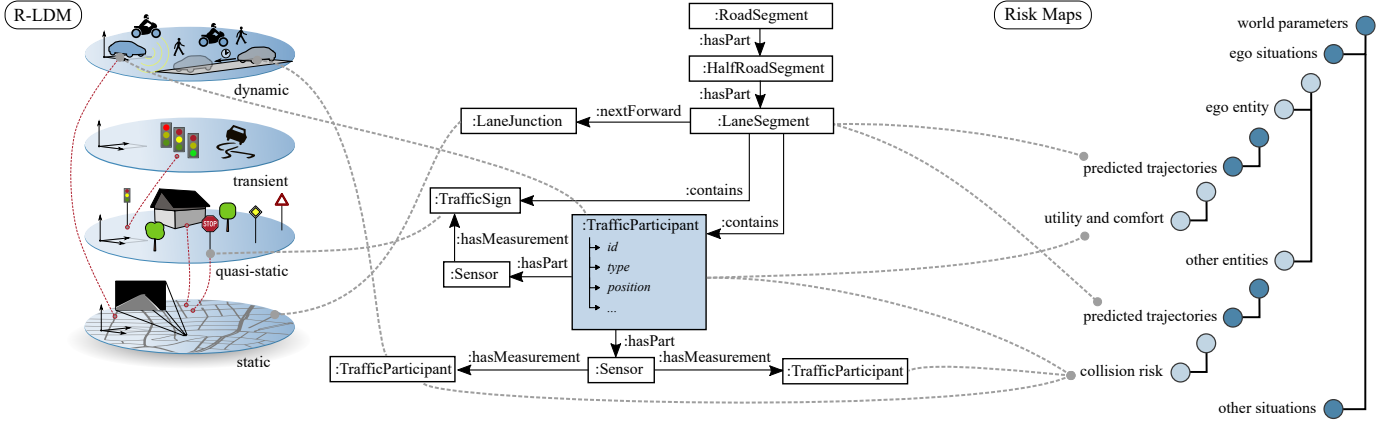 R-LDM
dynamic
transient
STOP
quasi-static
static
:RoadSegment
:hasPart
:HalfRoadSegment
:hasPart
:LaneJunction
:nextForward
:LaneSegment
:contains
:TrafficSign
:contains
:TrafficParticipant
id
type
position
...
:hasMeasurement
:hasPart
:Sensor
:hasPart
:hasMeasurement
:hasMeasurement
:TrafficParticipant
:Sensor
:TrafficParticipant
Risk Maps
world parameters
ego situations
ego entity
predicted trajectories
utility and comfort
other entities
predicted trajectories
collision risk
other situations